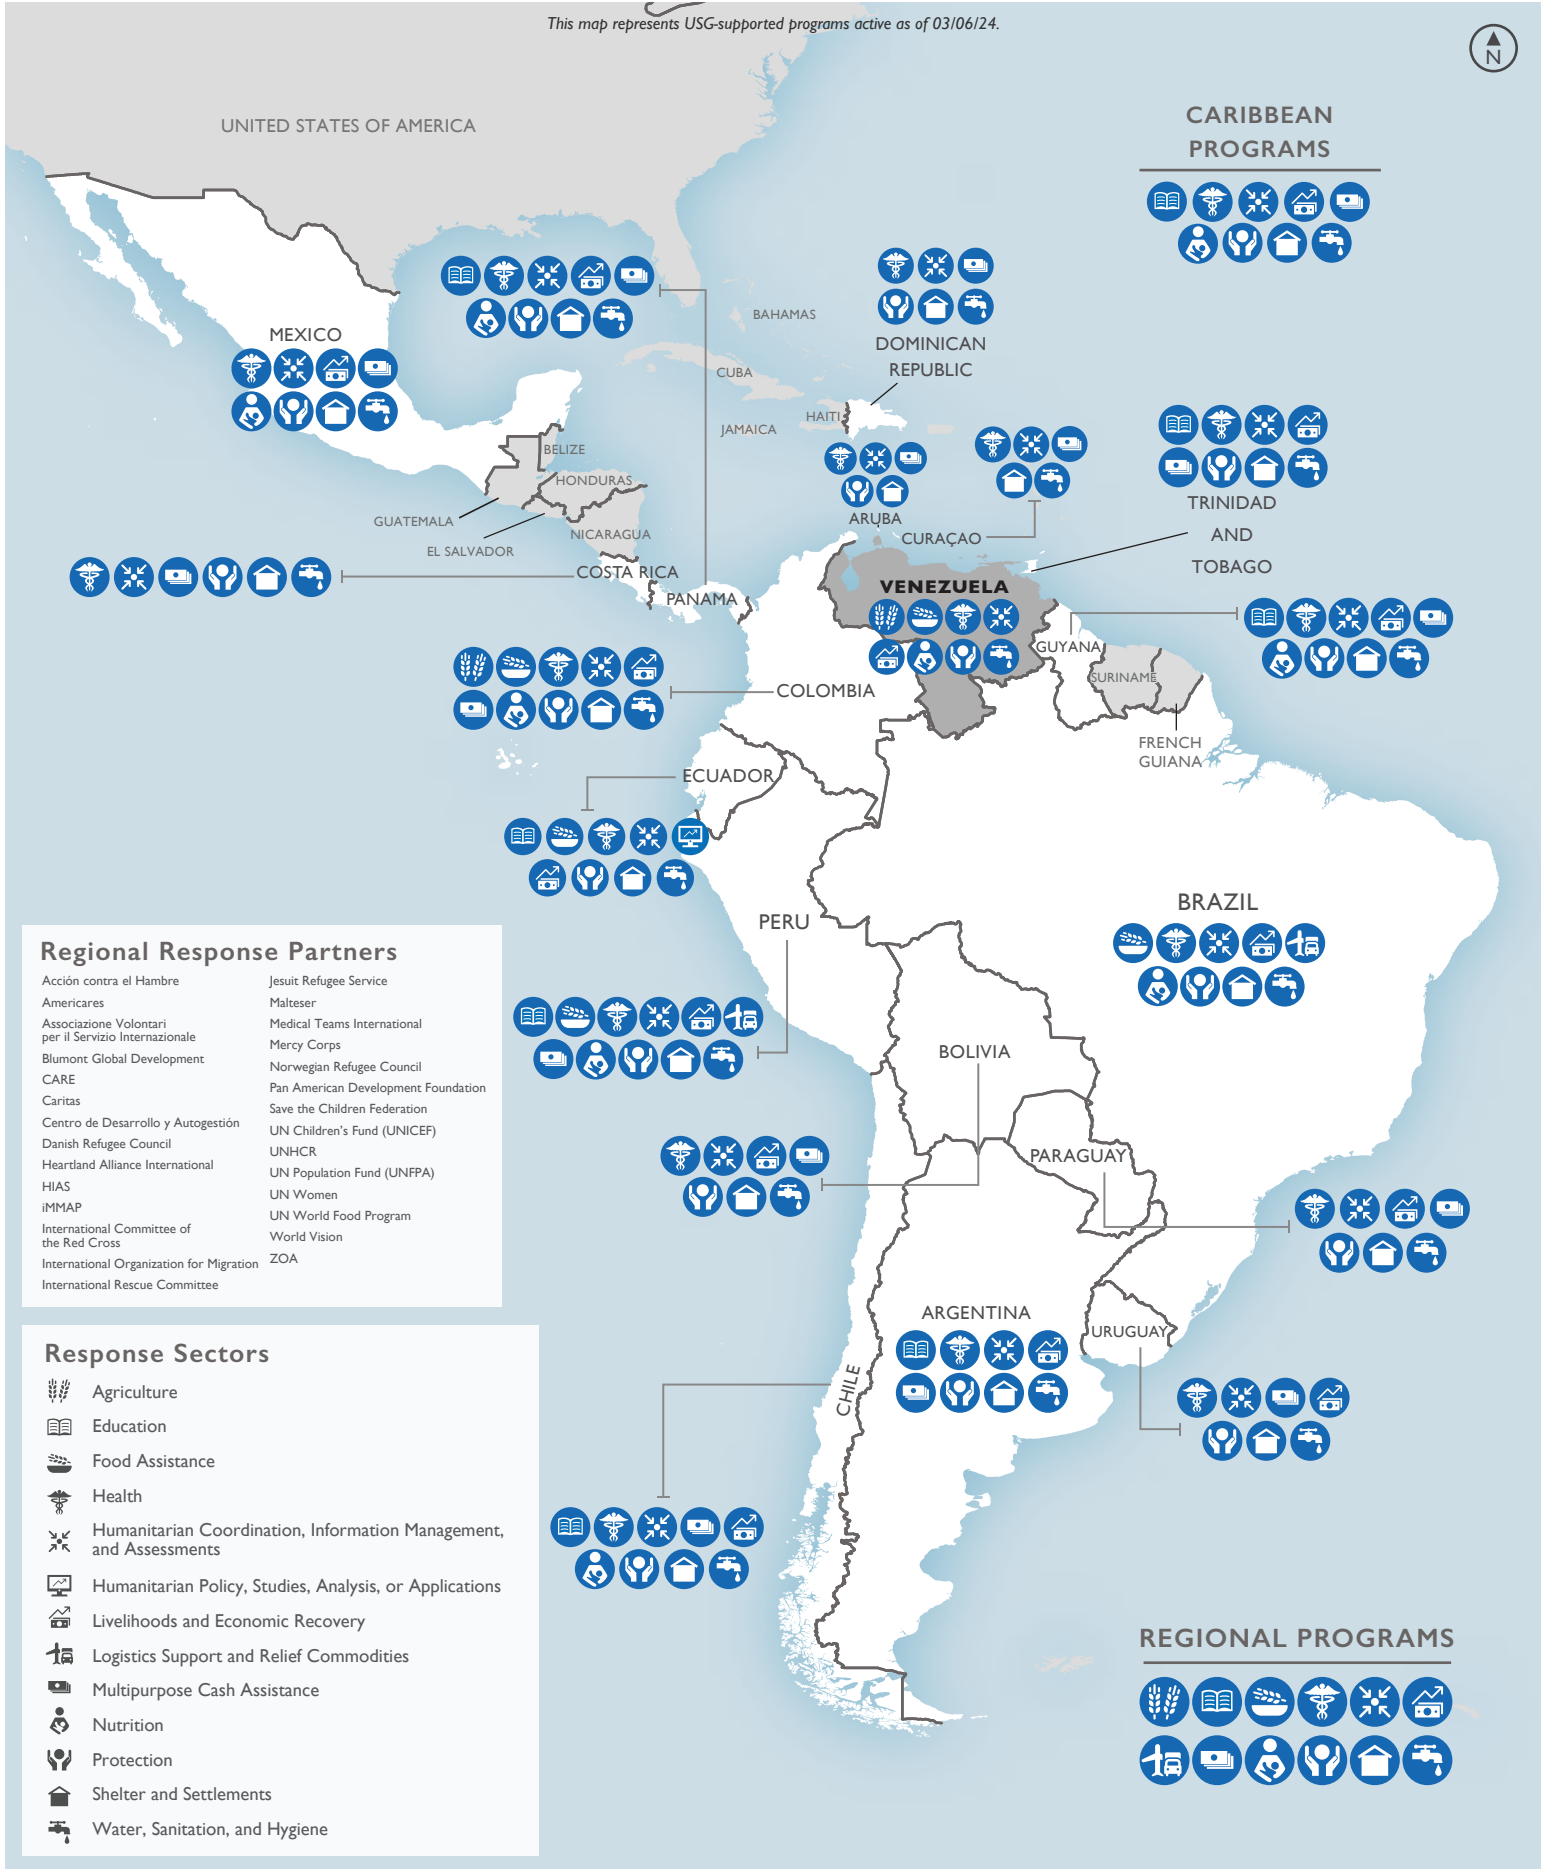 This map represents USG-supported programs active as of 03/06/24.
N
UNITED STATES OF AMERICA
CARIBBEAN
PROGRAMS
MEXICO
BAHAMAS
DOMINICAN
REPUBLIC
CUBA
HAITI
JAMAICA
BELIZE
HONDURAS
GUATEMALA
EL SALVADOR
NICARAGUA
ARUBA
CURAÇAO
TRINIDAD
AND
TOBAGO
COSTA RICA
PANAMA
VENEZUELA
GUYANA
SURINAME
COLOMBIA
FRENCH
GUIANA
ECUADOR
BRAZIL
PERU
BOLIVIA
PARAGUAY
ARGENTINA
URUGUAY
CHILE
Regional Response Partners
Acción contra el Hambre
Americares
Associazione Volontari
per il Servizio Internazionale
Blumont Global Development
CARE
Caritas
Centro de Desarrollo y Autogestión
Danish Refugee Council
Heartland Alliance International
HIAS
iMMAP
International Committee of
the Red Cross
International Organization for Migration
International Rescue Committee
Jesuit Refugee Service
Malteser
Medical Teams International
Mercy Corps
Norwegian Refugee Council
Pan American Development Foundation
Save the Children Federation
UN Children's Fund (UNICEF)
UNHCR
UN Population Fund (UNFPA)
UN Women
UN World Food Program
World Vision
ZOA
Response Sectors
Agriculture
Education
Food Assistance
Health
Humanitarian Coordination, Information Management,
and Assessments
Humanitarian Policy, Studies, Analysis, or Applications
Livelihoods and Economic Recovery
Logistics Support and Relief Commodities
Multipurpose Cash Assistance
Nutrition
Protection
Shelter and Settlements
Water, Sanitation, and Hygiene
REGIONAL PROGRAMS